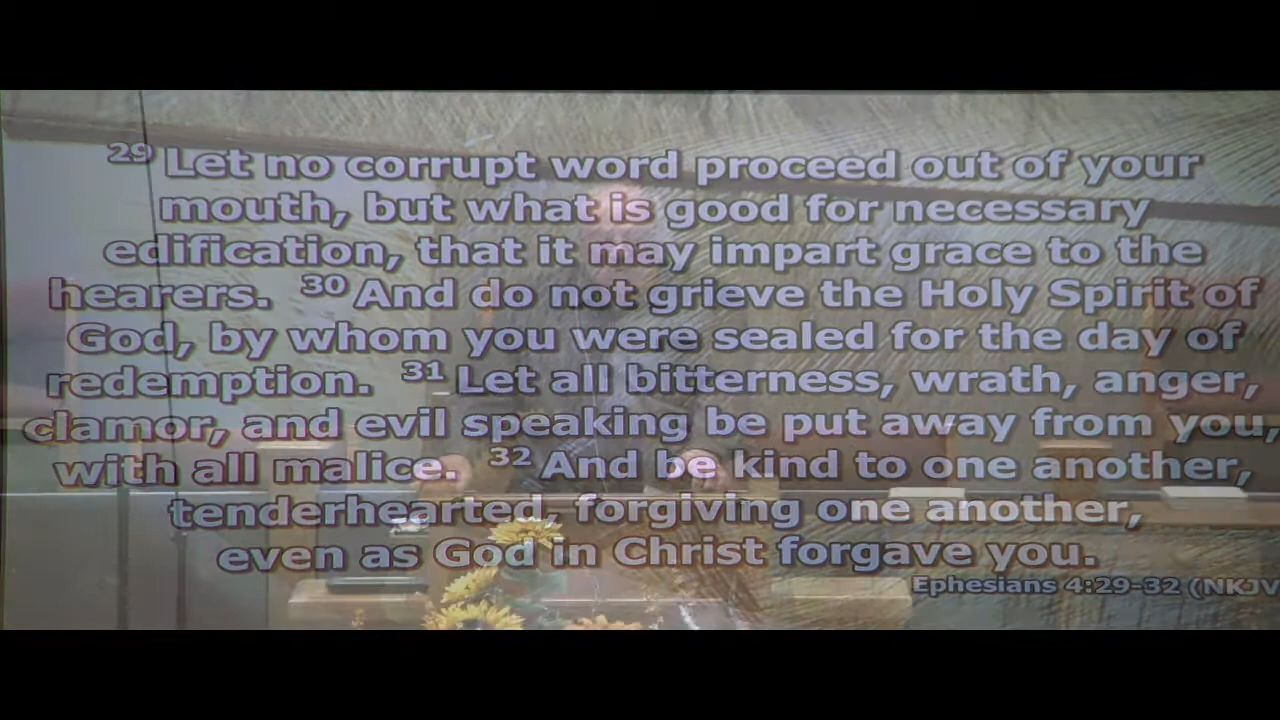 29 Let no corrupt word proceed out of your
mouth, but what is good for necessary
edification, that it may impart grace to the
hearers. 30 And do not grieve the Holy Spirit of
God, by whom you were sealed for the day of
redemption. 31 Let all bitterness, wrath, anger,
clamor, and evil speaking be put away from you,
with all malice. 32 And be kind to one another,
tenderhearted, forgiving one another,
even as God in Christ forgave you.
Ephesians 4:29-32 (NKJV